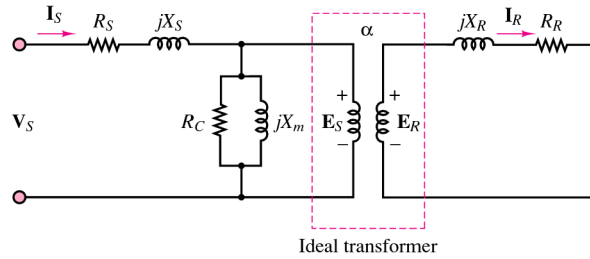 I_S R_S jX_S α jX_R I_R R_R
V_S R_C jX_m + E_S − + E_R −
Ideal transformer